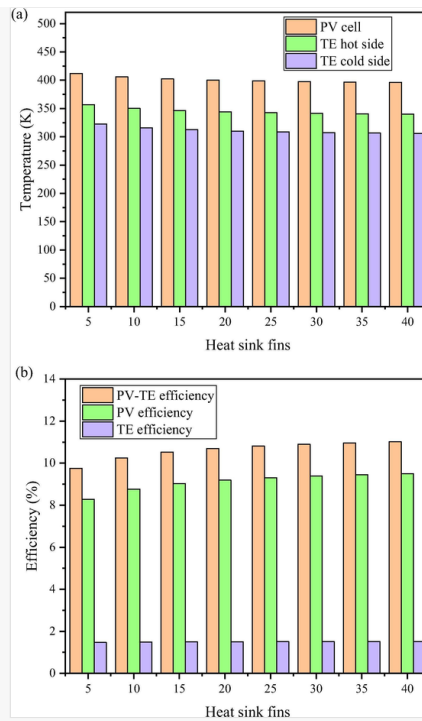 (a)
500
450
400
350
300
250
200
150
100
50
0
Temperature (K)
PV cell
TE hot side
TE cold side
5 10 15 20 25 30 35 40
Heat sink fins
(b)
14
12
10
8
6
4
2
0
Efficiency (%)
PV-TE efficiency
PV efficiency
TE efficiency
5 10 15 20 25 30 35 40
Heat sink fins